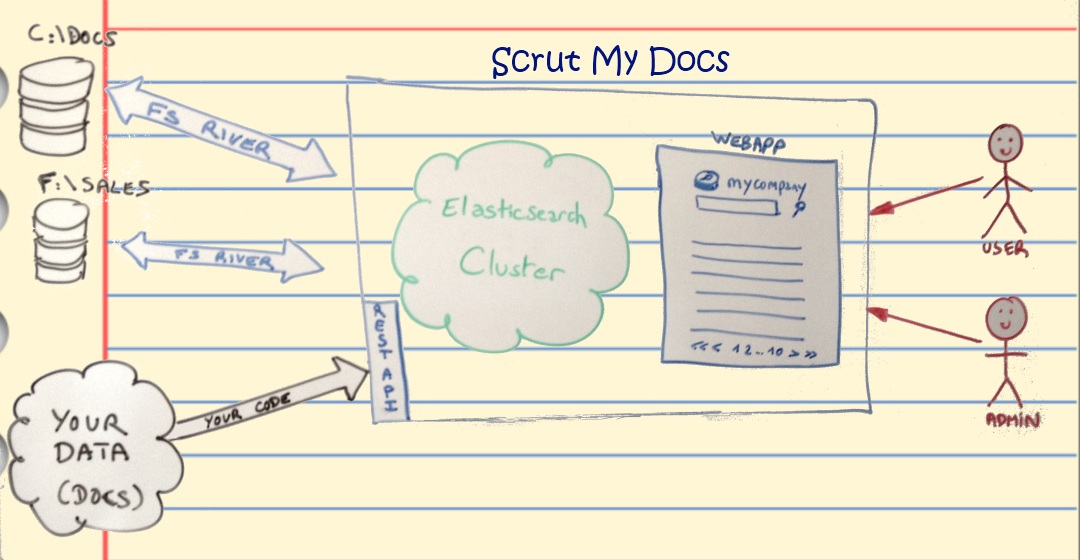 Scrut My Docs
C:\DOCS
FS RIVER
F:\SALES
FS RIVER
YOUR
DATA
(DOCS)
YOUR CODE
REST API
Elasticsearch
Cluster
WEBAPP
mycompany
<<< 1 2...10 > >>
USER
ADMIN